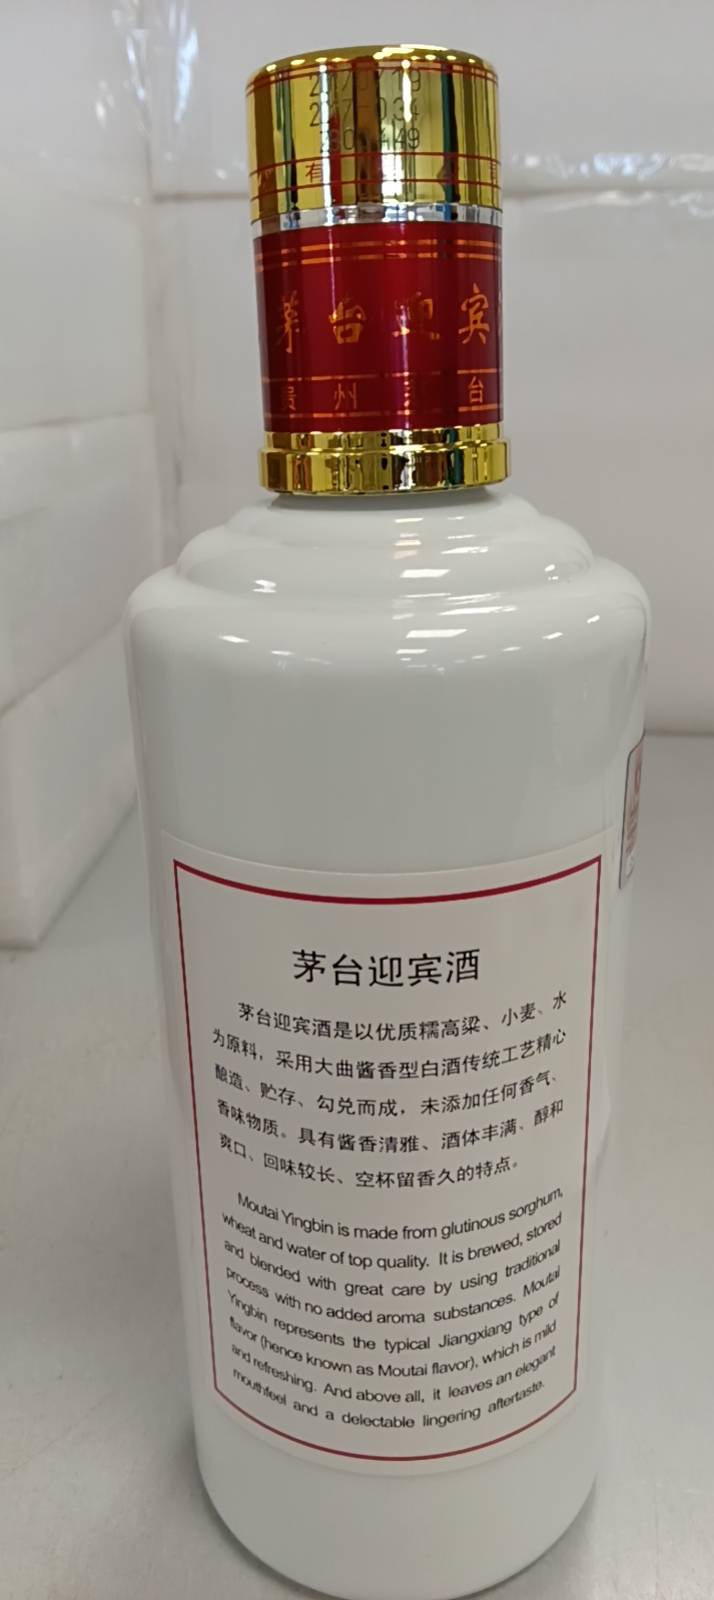 有
茅台迎宾
贵州 台
茅台迎宾酒
茅台迎宾酒是以优质糯高粱、小麦、水
为原料，采用大曲酱香型白酒传统工艺精心
酿造、贮存、勾兑而成，未添加任何香气、
香味物质。具有酱香清雅、酒体丰满、醇和
爽口、回味较长、空杯留香久的特点。
Moutai Yingbin is made from glutinous sorghum,
wheat and water of top quality. It is brewed, stored
and blended with great care by using traditional
process with no added aroma substances. Moutai
Yingbin represents the typical Jiangxiang type of
flavor (hence known as Moutai flavor), which is mild
and refreshing. And above all, it leaves an elegant
mouthfeel and a delectable lingering aftertaste.